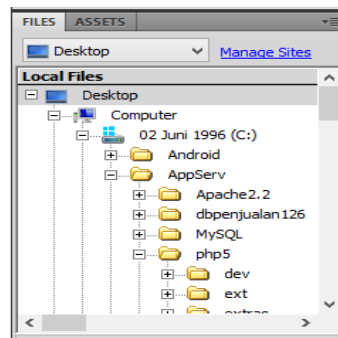 FILES ASSETS
Desktop Manage Sites
Local Files
Desktop
Computer
02 Juni 1996 (C:)
Android
AppServ
Apache2.2
dbpenjualan126
MySQL
php5
dev
ext
extras